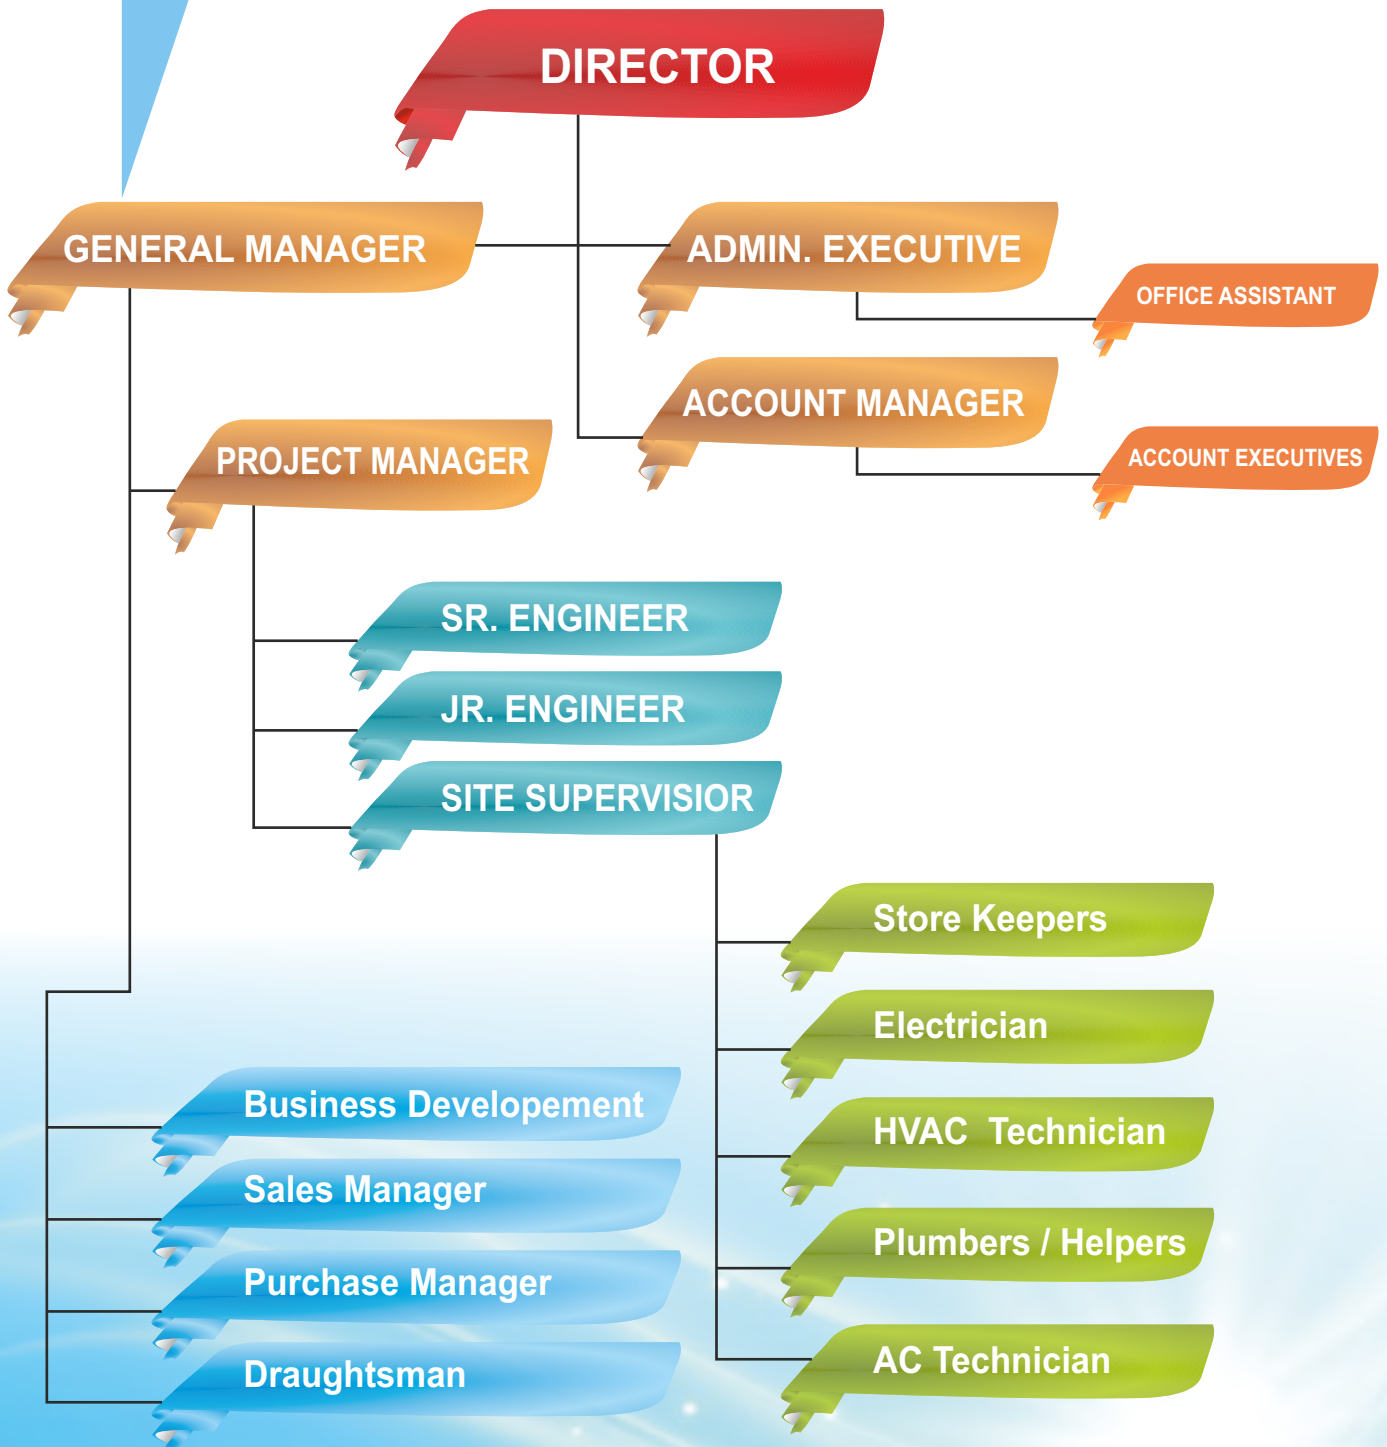 DIRECTOR
GENERAL MANAGER
ADMIN. EXECUTIVE
OFFICE ASSISTANT
ACCOUNT MANAGER
ACCOUNT EXECUTIVES
PROJECT MANAGER
SR. ENGINEER
JR. ENGINEER
SITE SUPERVISIOR
Store Keepers
Electrician
HVAC  Technician
Plumbers / Helpers
AC Technician
Business Developement
Sales Manager
Purchase Manager
Draughtsman